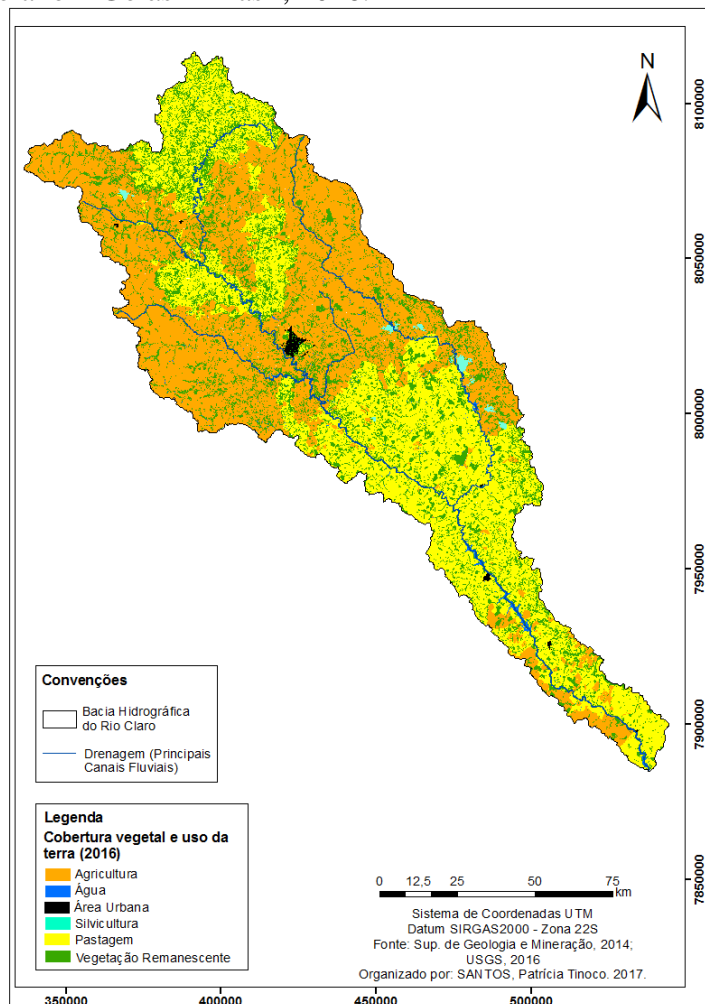 N
8100000
8050000
8000000
7950000
7900000
7850000
Convenções
Bacia Hidrográfica
do Rio Claro
Drenagem (Principais
Canais Fluviais)
Legenda
Cobertura vegetal e uso da
terra (2016)
Agricultura
Água
Área Urbana
Silvicultura
Pastagem
Vegetação Remanescente
0 12,5 25 50 75
km
Sistema de Coordenadas UTM
Datum SIRGAS2000 - Zona 22S
Fonte: Sup. de Geologia e Mineração, 2014;
USGS, 2016
Organizado por: SANTOS, Patrícia Tinoco. 2017.
350000 400000 450000 500000